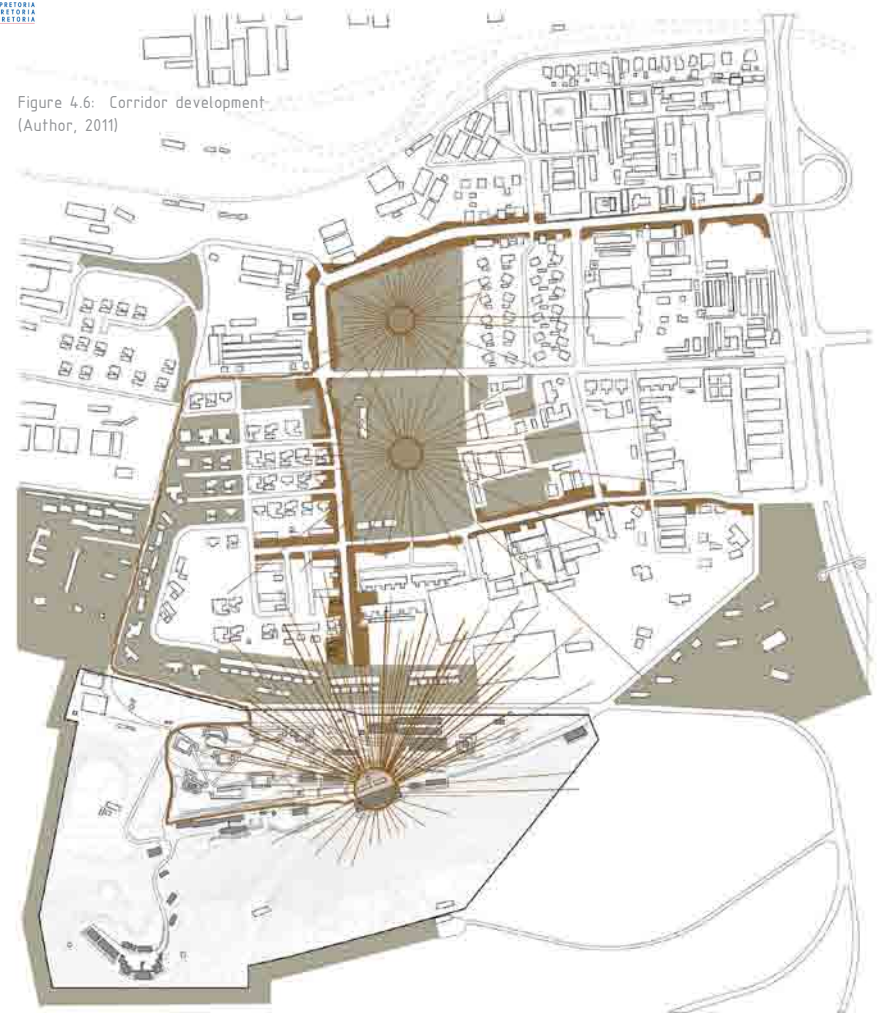 PRETORIA
RETORIA
RETORIA
Figure 4.6: Corridor development
(Author, 2011)